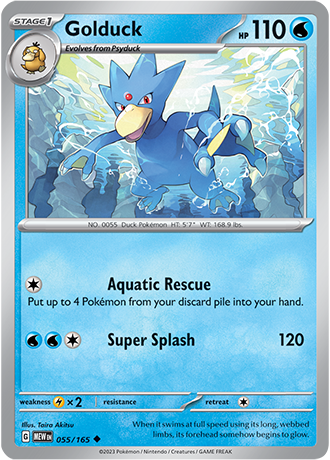 STAGE 1
Golduck
HP 110
Evolves from Psyduck
NO. 0055 Duck Pokémon HT: 5'7" WT: 168.9 lbs.
Aquatic Rescue
Put up to 4 Pokémon from your discard pile into your hand.
Super Splash 120
weakness ×2 resistance retreat
Illus. Taira Akitsu
G MEW EN 055/165
When it swims at full speed using its long, webbed
limbs, its forehead somehow begins to glow.
©2023 Pokémon / Nintendo / Creatures / GAME FREAK